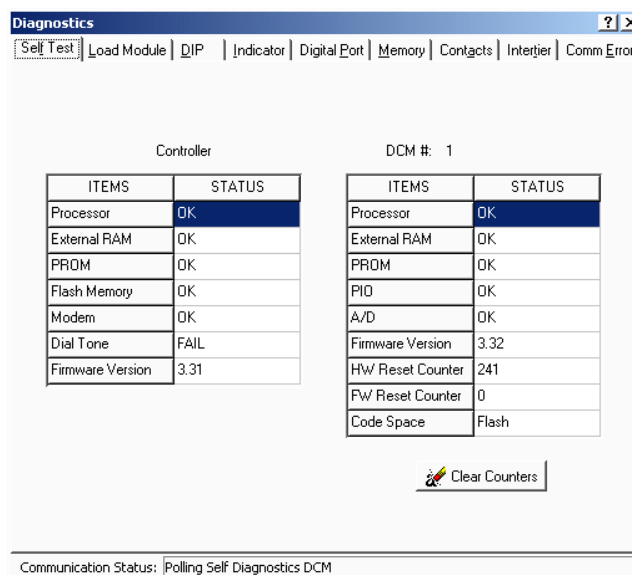 Diagnostics
Self Test Load Module DIP Indicator Digital Port Memory Contacts Intertier Comm Error
Controller
DCM #: 1
ITEMS STATUS
Processor OK
External RAM OK
PROM OK
Flash Memory OK
Modem OK
Dial Tone FAIL
Firmware Version 3.31
ITEMS STATUS
Processor OK
External RAM OK
PROM OK
PIO OK
A/D OK
Firmware Version 3.32
HW Reset Counter 241
FW Reset Counter 0
Code Space Flash
Clear Counters
Communication Status: Polling Self Diagnostics DCM